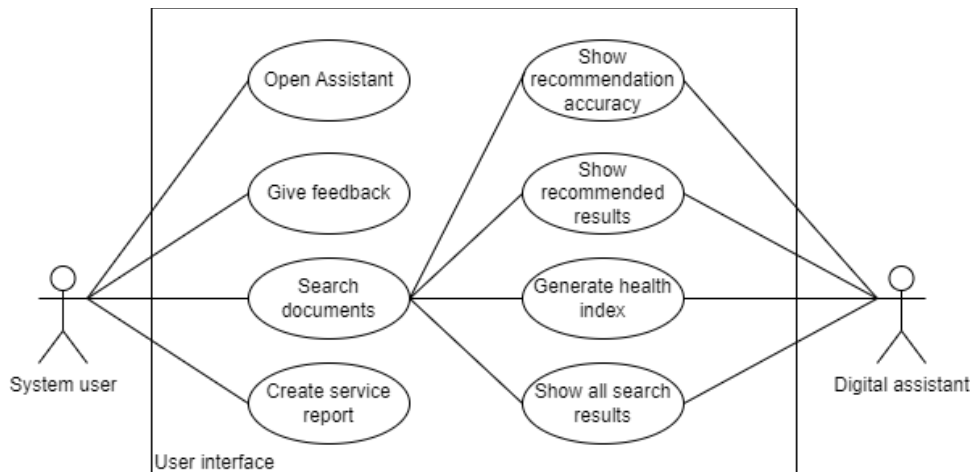 Open Assistant
Show
recommendation
accuracy
Give feedback
Show
recommended
results
Search
documents
Generate health
index
System user
Digital assistant
Create service
report
Show all search
results
User interface